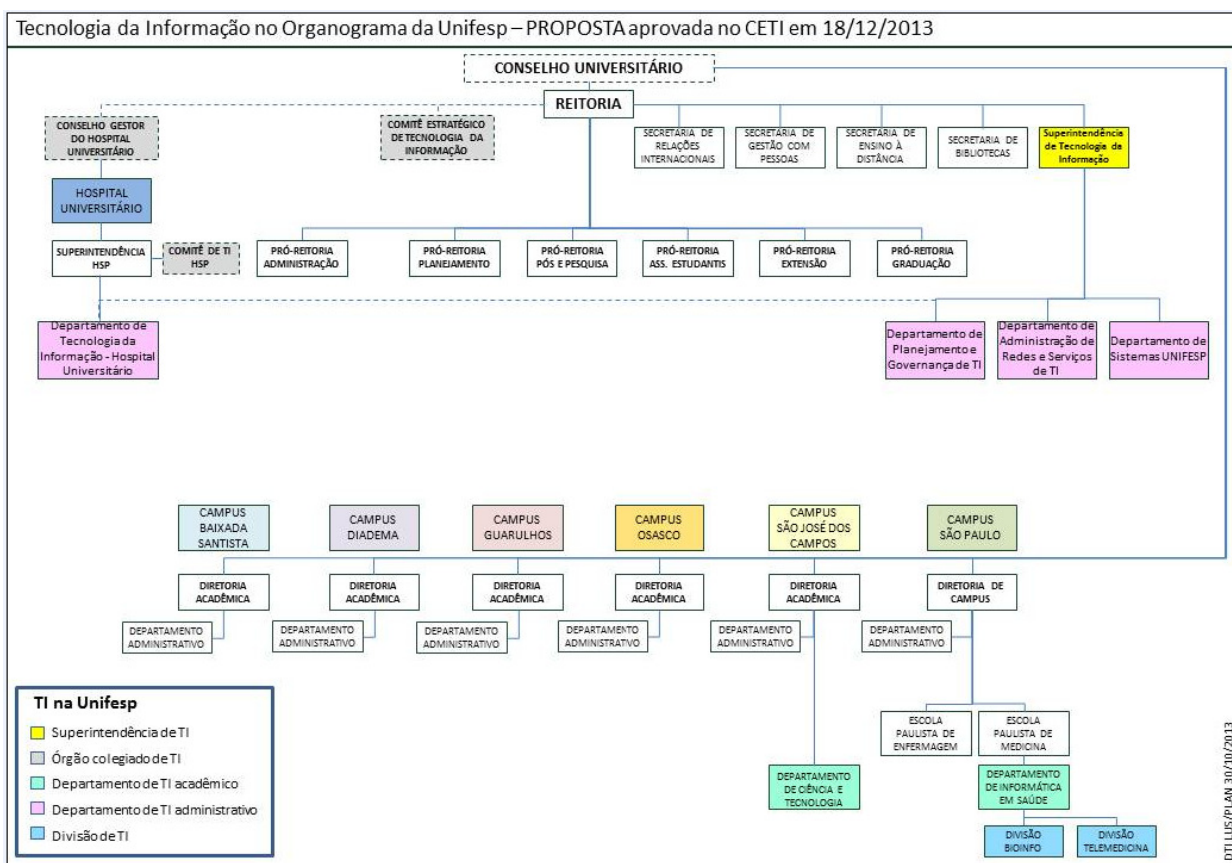 Tecnologia da Informação no Organograma da Unifesp – PROPOSTA aprovada no CETI em 18/12/2013
CONSELHO UNIVERSITÁRIO
REITORIA
CONSELHO GESTOR
DO HOSPITAL
UNIVERSITÁRIO
COMITÊ ESTRATÉGICO
DE TECNOLOGIA DA
INFORMAÇÃO
SECRETARIA DE
RELAÇÕES
INTERNACIONAIS
SECRETARIA DE
GESTÃO COM
PESSOAS
SECRETARIA DE
ENSINO À
DISTÂNCIA
SECRETARIA DE
BIBLIOTECAS
Superintendência
de Tecnologia da
Informação
HOSPITAL
UNIVERSITÁRIO
SUPERINTENDÊNCIA
HSP
COMITÊ DE TI
HSP
PRÓ-REITORIA
ADMINISTRAÇÃO
PRÓ-REITORIA
PLANEJAMENTO
PRÓ-REITORIA
PÓS E PESQUISA
PRÓ-REITORIA
ASS. ESTUDANTIS
PRÓ-REITORIA
EXTENSÃO
PRÓ-REITORIA
GRADUAÇÃO
Departamento de
Tecnologia da
Informação - Hospital
Universitário
Departamento de
Planejamento e
Governança de TI
Departamento de
Administração de
Redes e Serviços
de TI
Departamento de
Sistemas UNIFESP
CAMPUS
BAIXADA
SANTISTA
CAMPUS
DIADEMA
CAMPUS
GUARULHOS
CAMPUS
OSASCO
CAMPUS
SÃO JOSÉ DOS
CAMPOS
CAMPUS
SÃO PAULO
DIRETORIA
ACADÊMICA
DIRETORIA
ACADÊMICA
DIRETORIA
ACADÊMICA
DIRETORIA
ACADÊMICA
DIRETORIA
ACADÊMICA
DIRETORIA DE
CAMPUS
DEPARTAMENTO
ADMINISTRATIVO
DEPARTAMENTO
ADMINISTRATIVO
DEPARTAMENTO
ADMINISTRATIVO
DEPARTAMENTO
ADMINISTRATIVO
DEPARTAMENTO
ADMINISTRATIVO
DEPARTAMENTO
ADMINISTRATIVO
ESCOLA
PAULISTA DE
ENFERMAGEM
ESCOLA
PAULISTA DE
MEDICINA
DEPARTAMENTO
DE CIÊNCIA E
TECNOLOGIA
DEPARTAMENTO
DE INFORMÁTICA
EM SAÚDE
DIVISÃO
BIOINFO
DIVISÃO
TELEMEDICINA
TI na Unifesp
Superintendência de TI
Órgão colegiado de TI
Departamento de TI acadêmico
Departamento de TI administrativo
Divisão de TI
30/10/2013